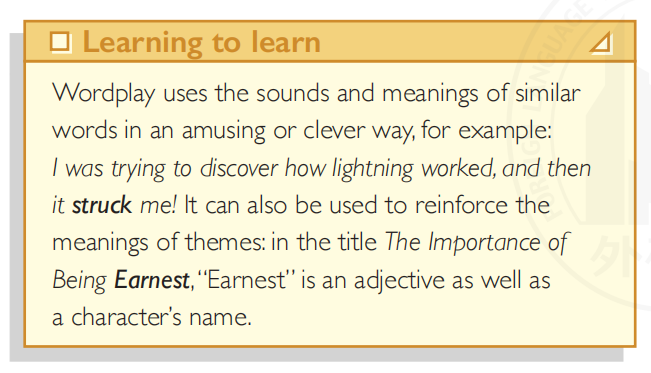 Learning to learn
Wordplay uses the sounds and meanings of similar
words in an amusing or clever way, for example:
I was trying to discover how lightning worked, and then
it struck me! It can also be used to reinforce the
meanings of themes: in the title The Importance of
Being Earnest, “Earnest” is an adjective as well as
a character’s name.
LANGUAGE
外